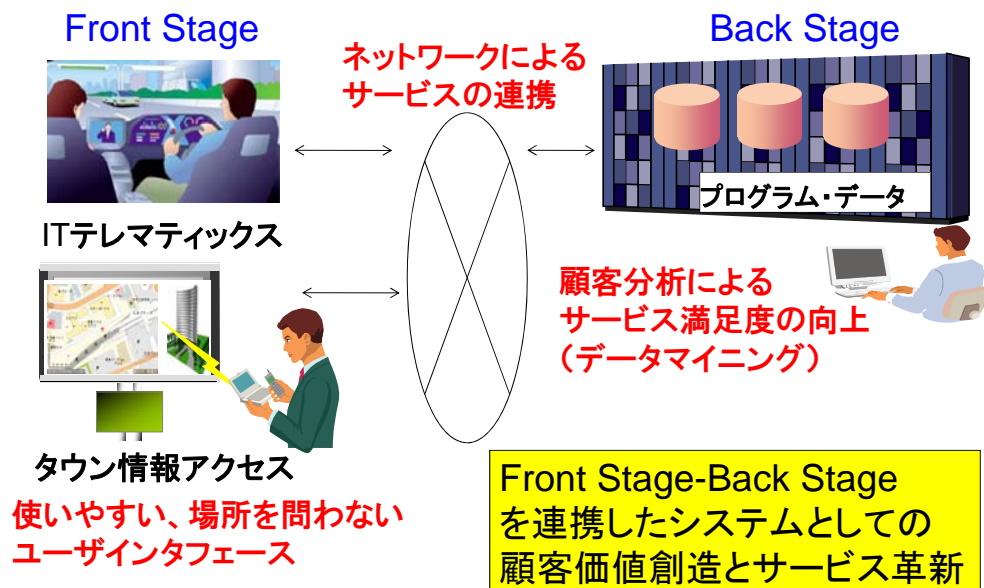 Front Stage
Back Stage
ネットワークによる
サービスの連携
プログラム・データ
ITテレマティックス
顧客分析による
サービス満足度の向上
(データマイニング)
タウン情報アクセス
使いやすい、場所を問わない
ユーザインタフェース
Front Stage-Back Stage
を連携したシステムとしての
顧客価値創造とサービス革新